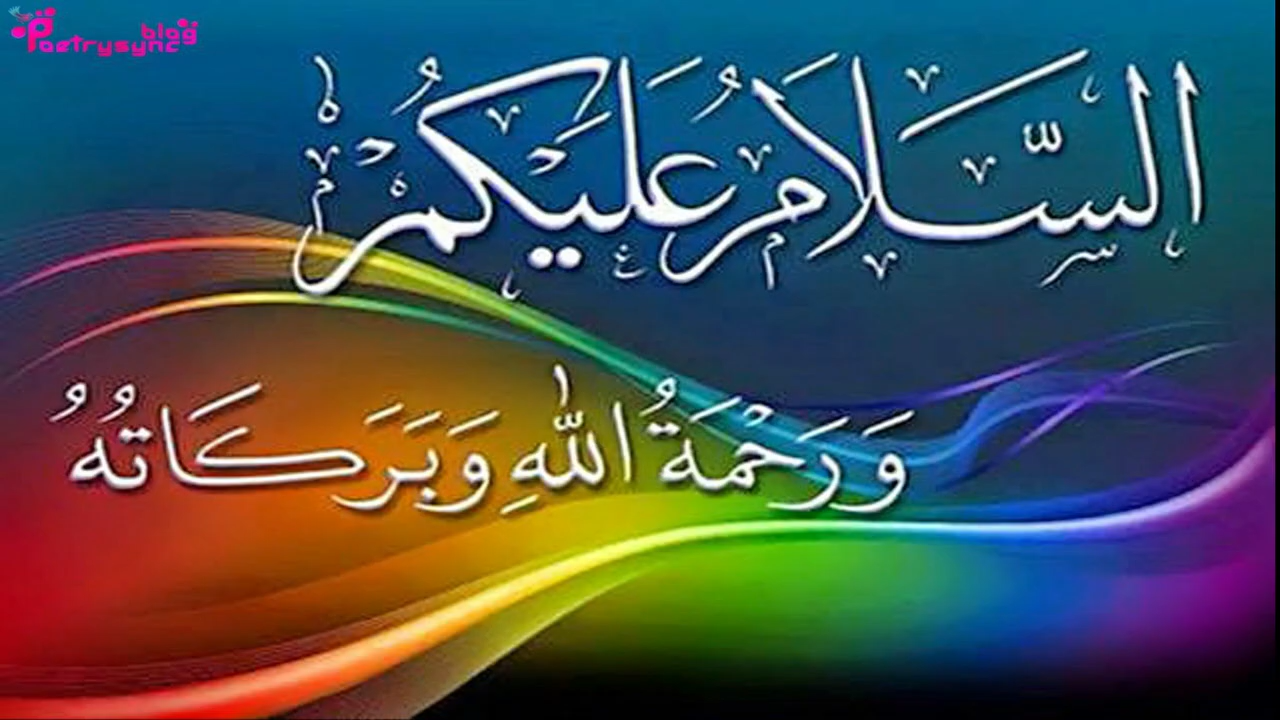 Poetrysync blog
السَّلَامُ عَلَيْكُمْ
وَرَحْمَةُ اللهِ وَبَرَكَاتُهُ